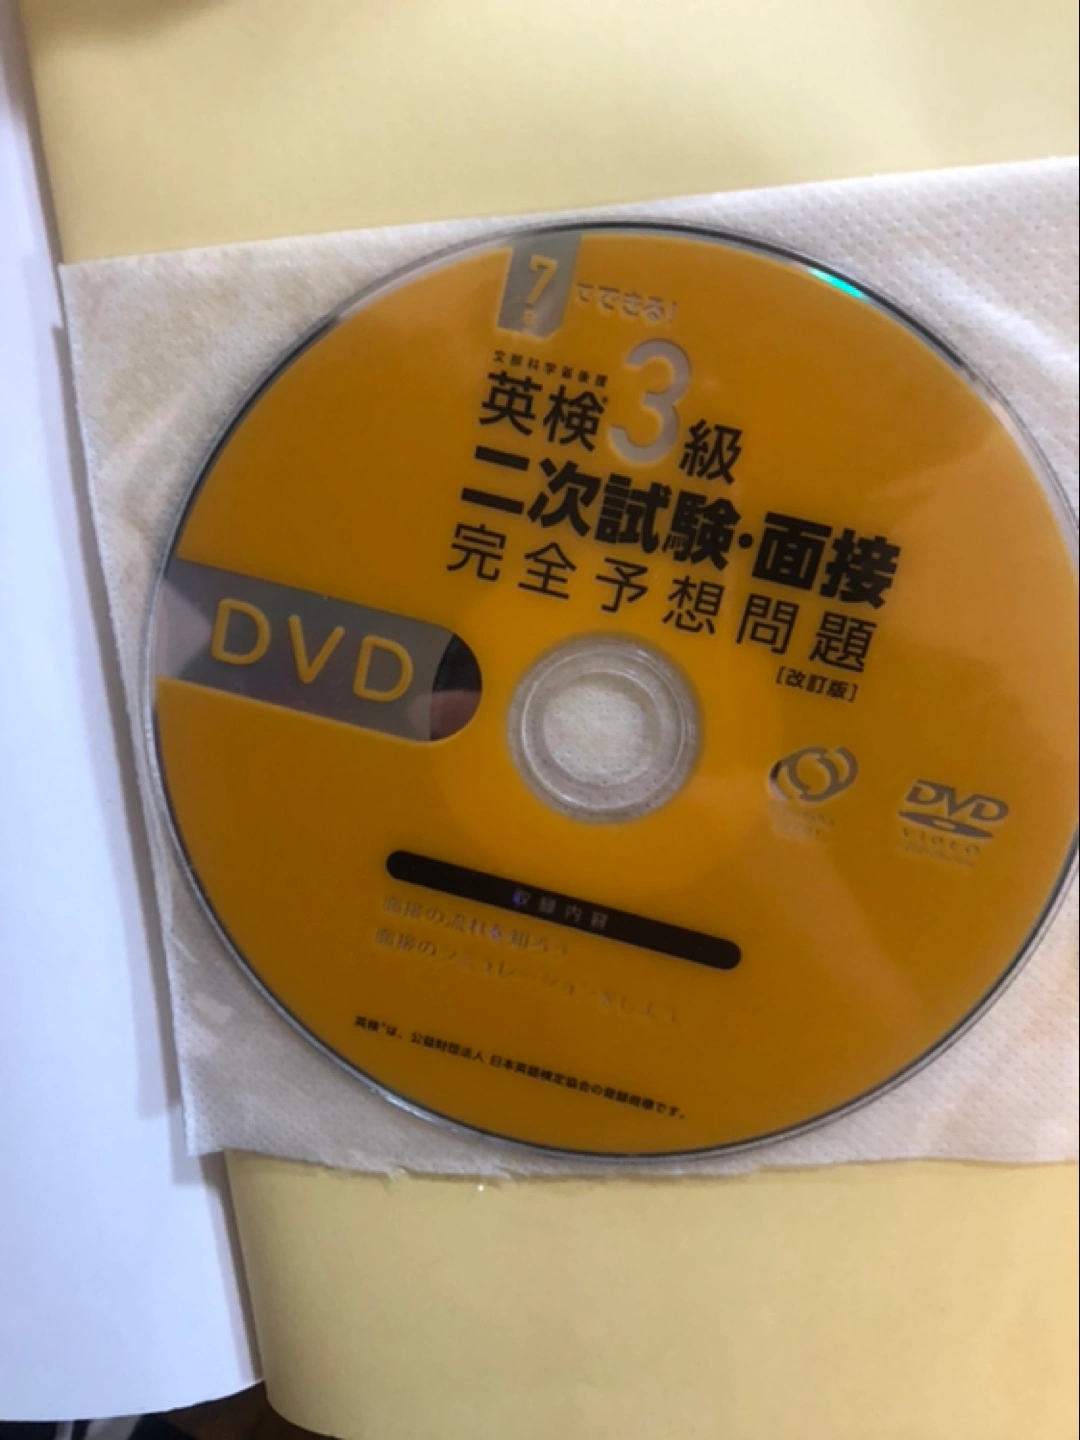 7日でできる!
文部科学省後援
英検®3級
二次試験・面接
完全予想問題
[改訂版]
DVD
DVD
VIDEO
収録内容
面接の流れを知ろう
面接のシミュレーションをしよう
英検®は、公益財団法人 日本英語検定協会の登録商標です。